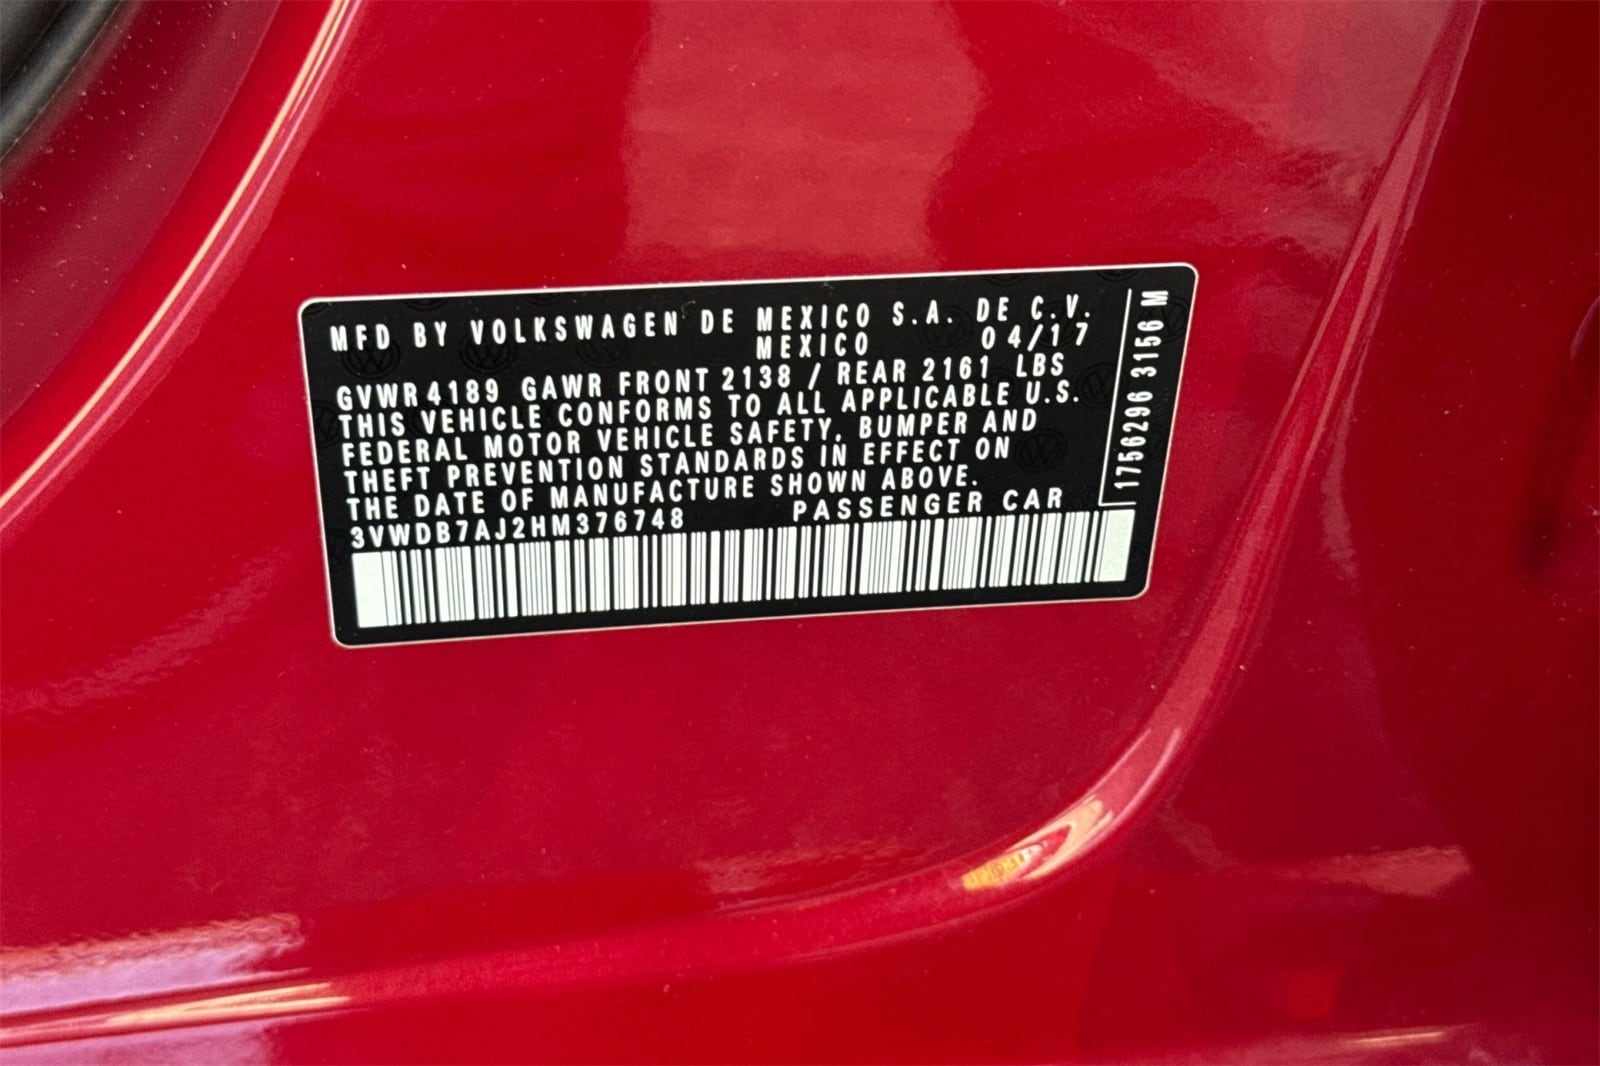 MFD BY VOLKSWAGEN DE MEXICO S.A. DE C.V.
MEXICO 04/17
GVWR 4189 GAWR FRONT 2138 / REAR 2161 LBS
THIS VEHICLE CONFORMS TO ALL APPLICABLE U.S.
FEDERAL MOTOR VEHICLE SAFETY, BUMPER AND
THEFT PREVENTION STANDARDS IN EFFECT ON
THE DATE OF MANUFACTURE SHOWN ABOVE.
3VWDB7AJ2HM376748 PASSENGER CAR
1756296 3156 M